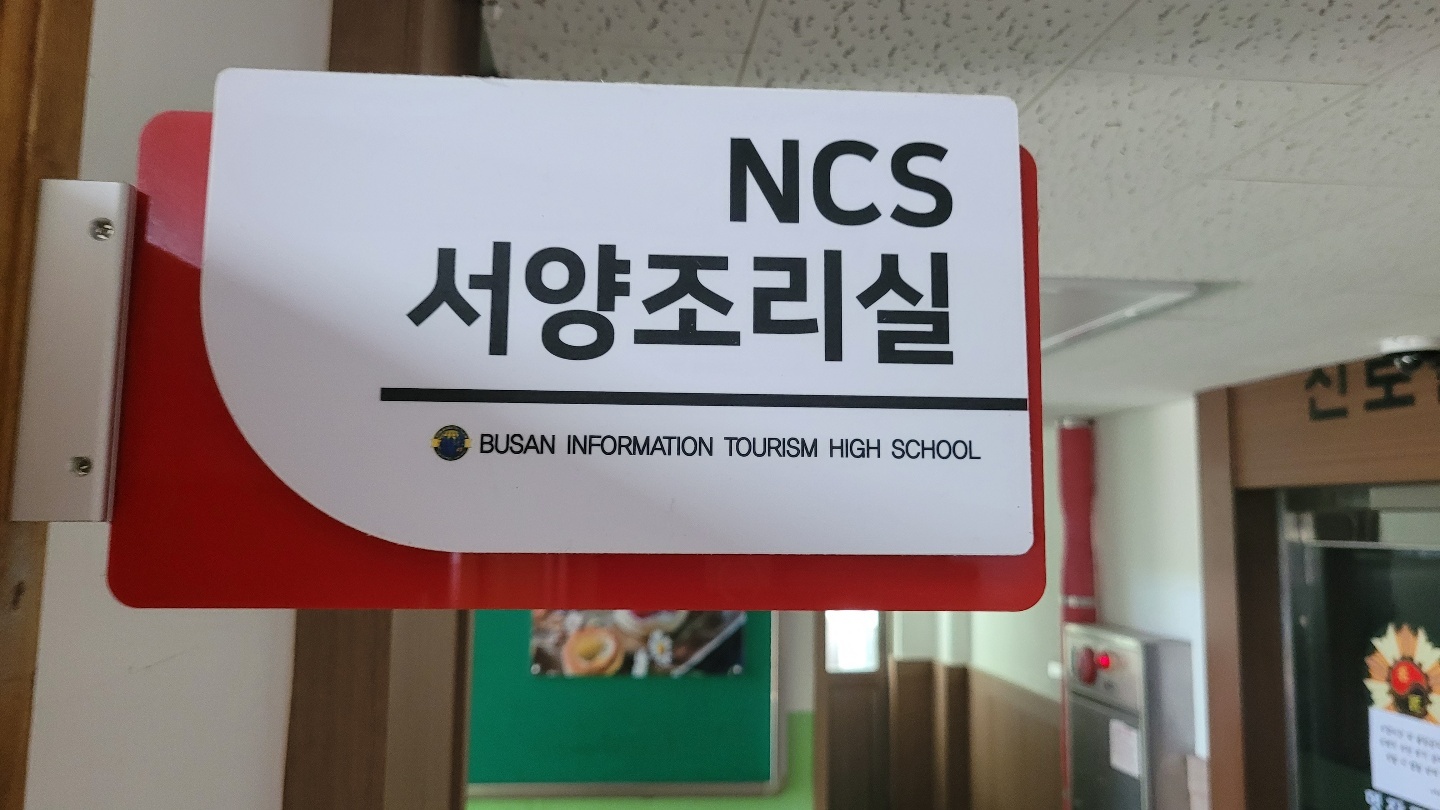 NCS
서양조리실
BUSAN INFORMATION TOURISM HIGH SCHOOL